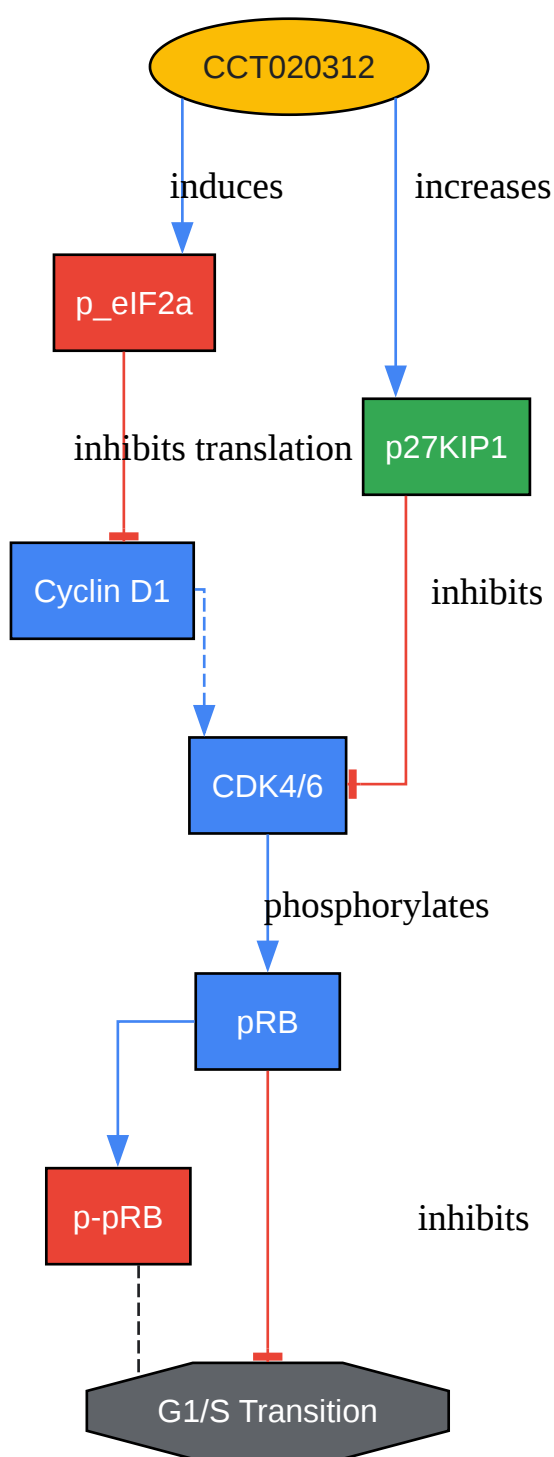 CCT020312
induces
increases
p_eIF2a
p27KIP1
inhibits translation
Cyclin D1
inhibits
CDK4/6
phosphorylates
pRB
p-pRB
inhibits
G1/S Transition